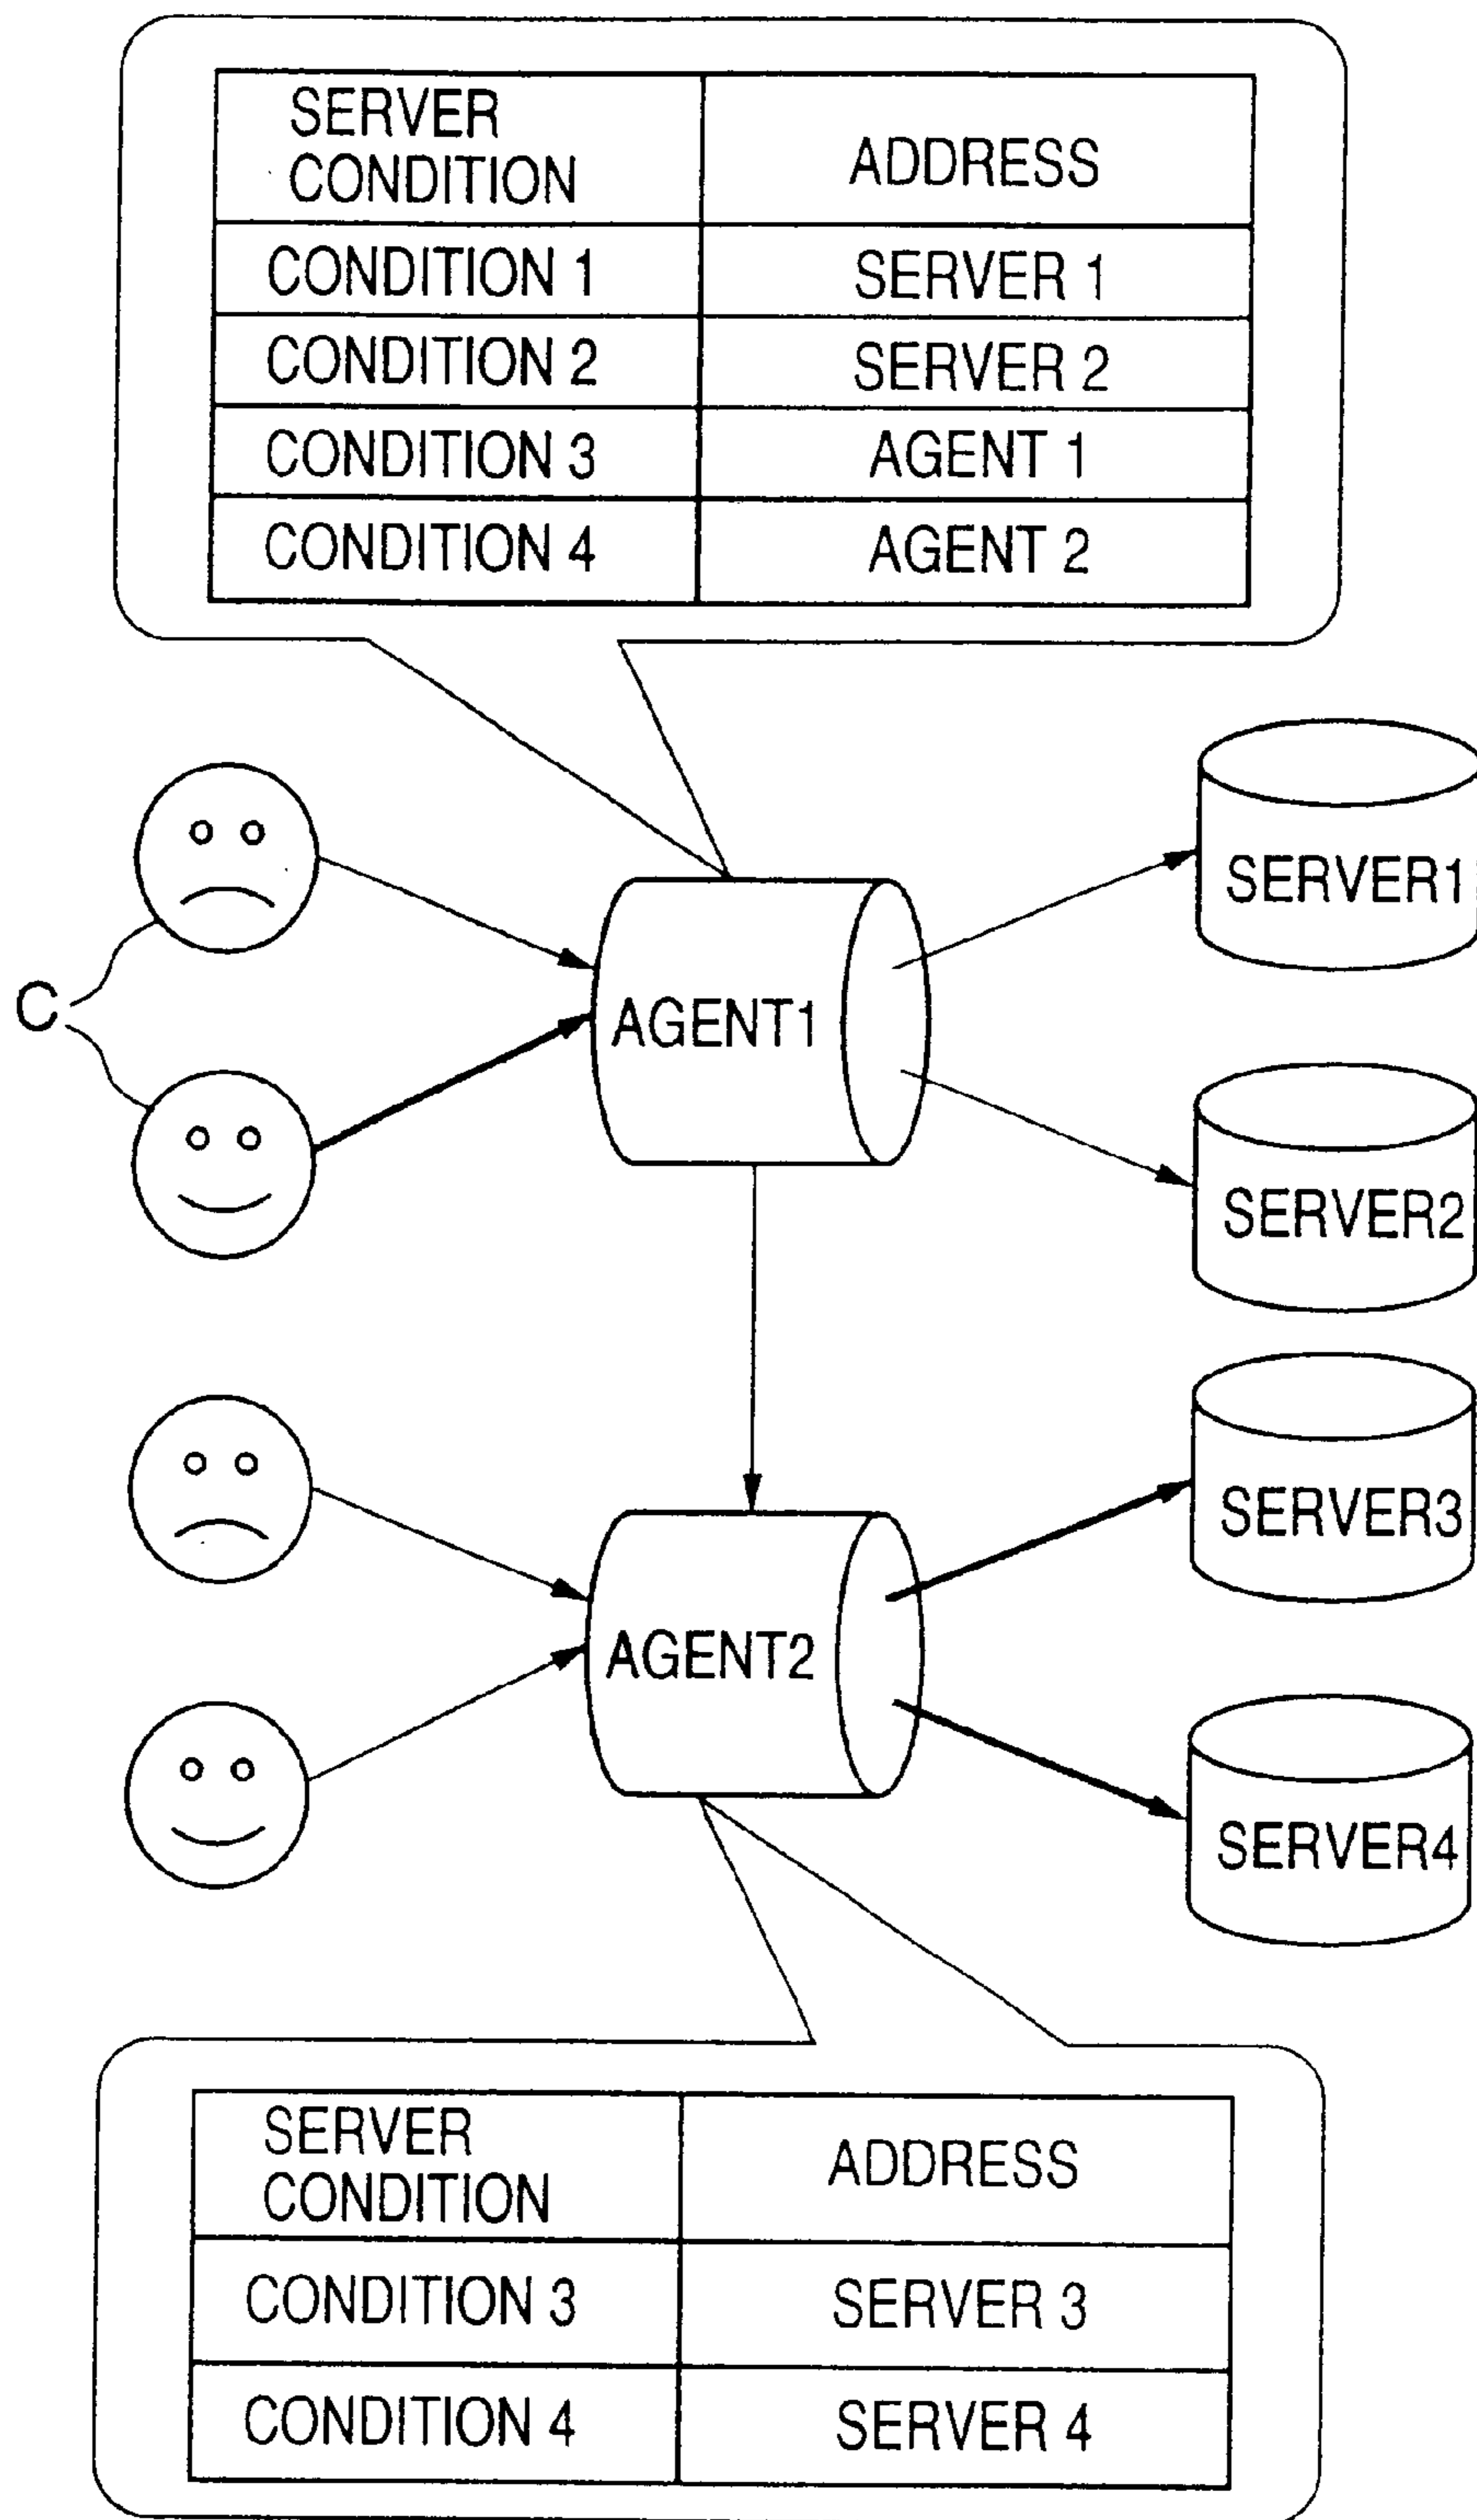 SERVER
CONDITION
ADDRESS
CONDITION 1
SERVER 1
CONDITION 2
SERVER 2
CONDITION 3
AGENT 1
CONDITION 4
AGENT 2
SERVER1
C
AGENT1
SERVER2
SERVER3
AGENT2
SERVER4
SERVER
CONDITION
ADDRESS
CONDITION 3
SERVER 3
CONDITION 4
SERVER 4